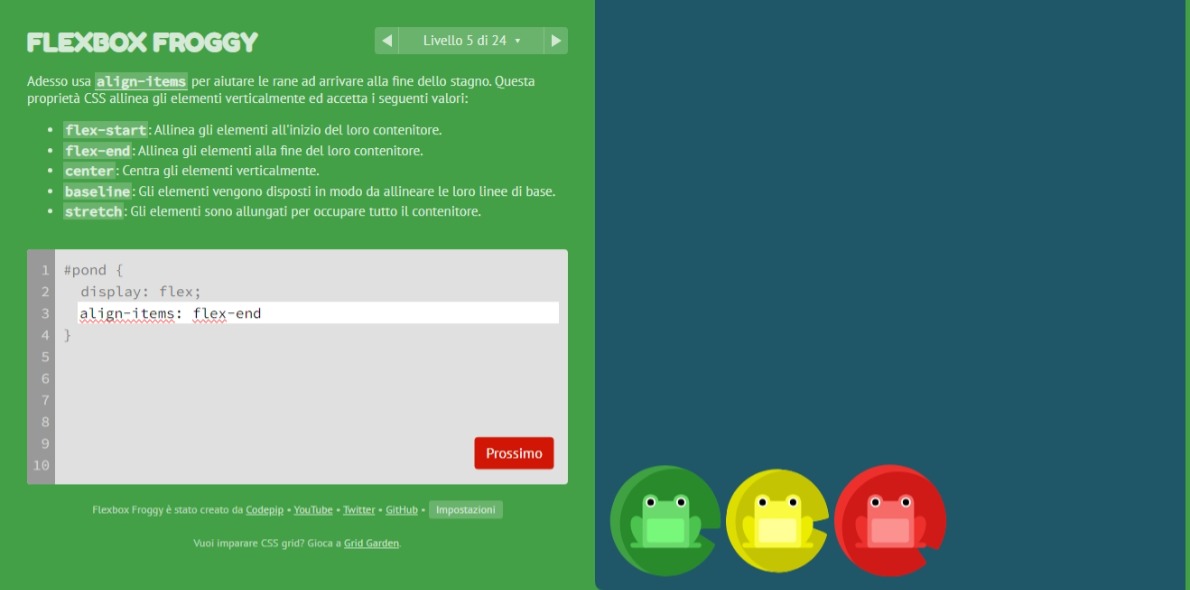 FLEXBOX FROGGY
Livello 5 di 24
Adesso usa align-items per aiutare le rane ad arrivare alla fine dello stagno. Questa
proprietà CSS allinea gli elementi verticalmente ed accetta i seguenti valori:
• flex-start: Allinea gli elementi all'inizio del loro contenitore.
• flex-end: Allinea gli elementi alla fine del loro contenitore.
• center: Centra gli elementi verticalmente.
• baseline: Gli elementi vengono disposti in modo da allineare le loro linee di base.
• stretch: Gli elementi sono allungati per occupare tutto il contenitore.
1 #pond {
2 display: flex;
3 align-items: flex-end
4 }
5
6
7
8
9
10
Prossimo
Flexbox Froggy è stato creato da Codepip • YouTube • Twitter • GitHub • Impostazioni
Vuoi imparare CSS grid? Gioca a Grid Garden.